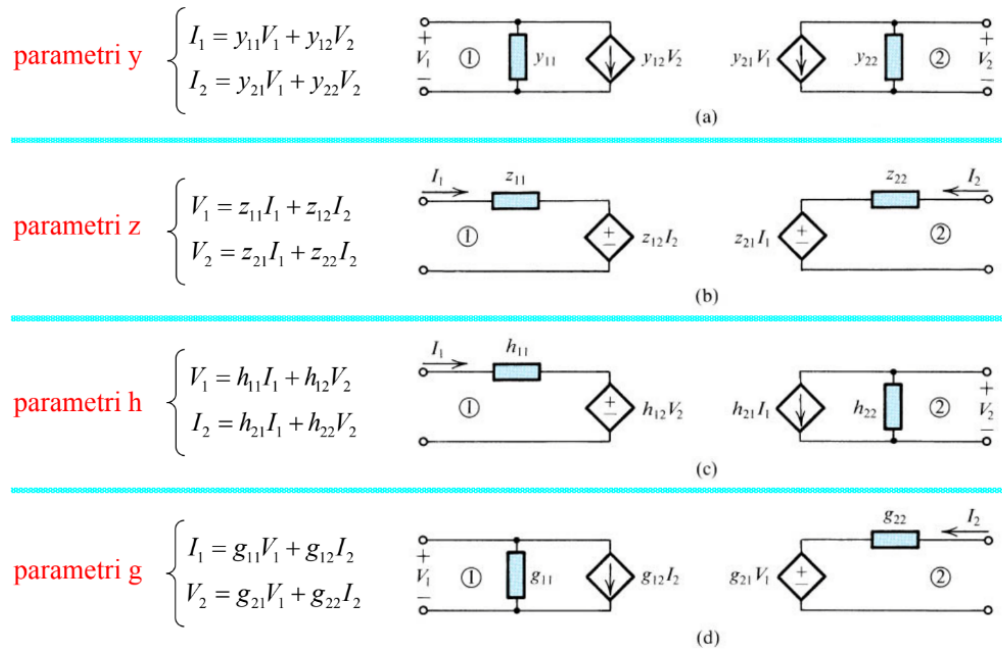 parametri y
I₁ = y₁₁V₁ + y₁₂V₂
I₂ = y₂₁V₁ + y₂₂V₂
+ V₁ − ① y₁₁ y₁₂V₂ y₂₁V₁ y₂₂ ② + V₂ −
(a)
parametri z
V₁ = z₁₁I₁ + z₁₂I₂
V₂ = z₂₁I₁ + z₂₂I₂
I₁ z₁₁ z₂₂ I₂
① + − z₁₂I₂ z₂₁I₁ + − ②
(b)
parametri h
V₁ = h₁₁I₁ + h₁₂V₂
I₂ = h₂₁I₁ + h₂₂V₂
I₁ h₁₁
① + − h₁₂V₂ h₂₁I₁ h₂₂ ② + V₂ −
(c)
parametri g
I₁ = g₁₁V₁ + g₁₂I₂
V₂ = g₂₁V₁ + g₂₂I₂
g₂₂ I₂
+ V₁ − ① g₁₁ g₁₂I₂ g₂₁V₁ + − ②
(d)